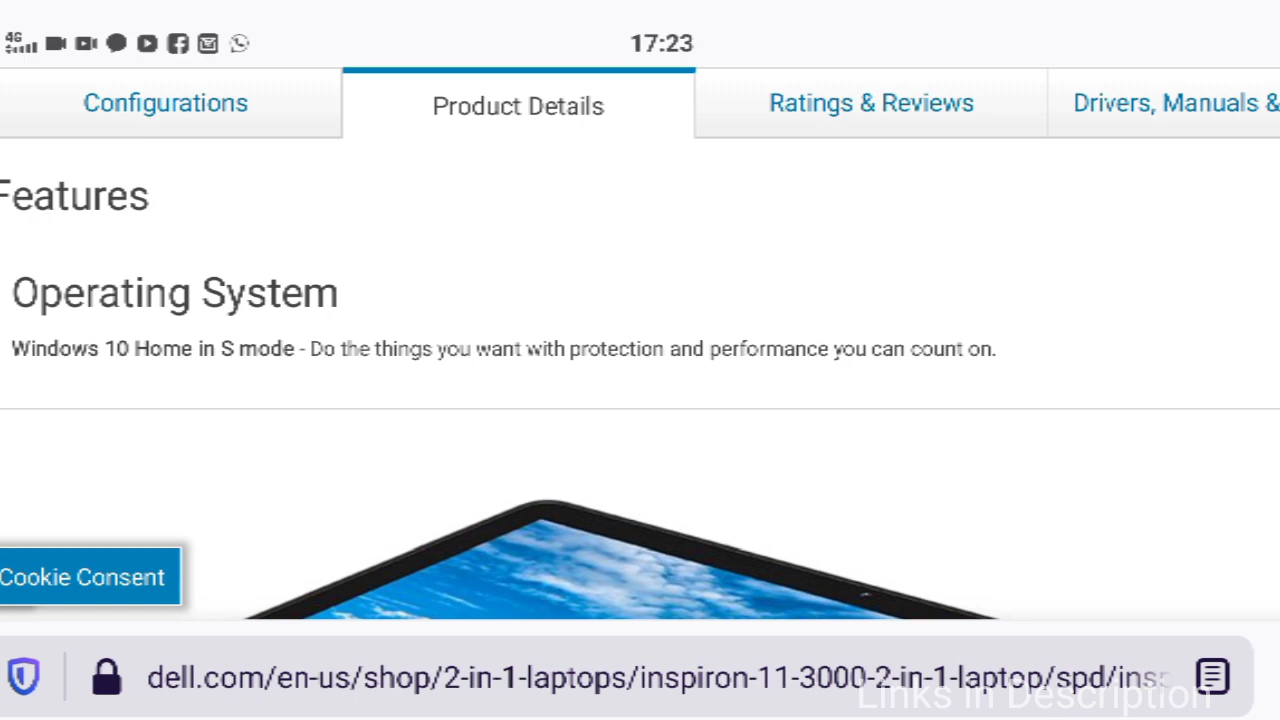 4G
17:23
Configurations
Product Details
Ratings & Reviews
Drivers, Manuals &
Features
Operating System
Windows 10 Home in S mode - Do the things you want with protection and performance you can count on.
Cookie Consent
dell.com/en-us/shop/2-in-1-laptops/inspiron-11-3000-2-in-1-laptop/spd/insp
Links in Description